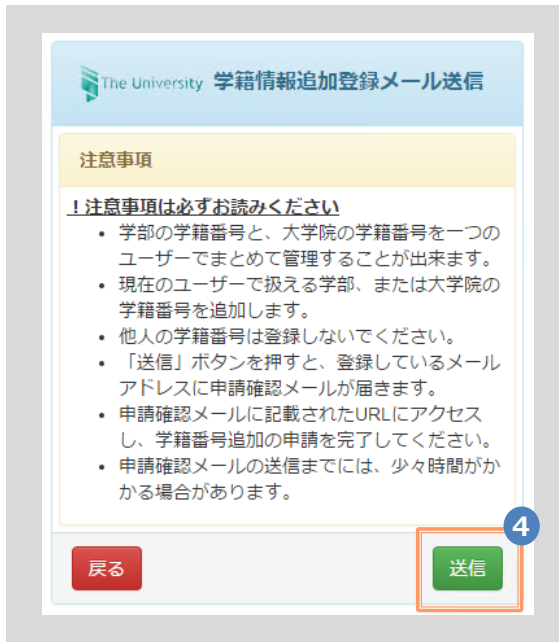 The University 学籍情報追加登録メール送信
注意事項
！注意事項は必ずお読みください
• 学部の学籍番号と、大学院の学籍番号を一つの
ユーザーでまとめて管理することが出来ます。
• 現在のユーザーで扱える学部、または大学院の
学籍番号を追加します。
• 他人の学籍番号は登録しないでください。
• 「送信」ボタンを押すと、登録しているメール
アドレスに申請確認メールが届きます。
• 申請確認メールに記載されたURLにアクセス
し、学籍番号追加の申請を完了してください。
• 申請確認メールの送信までには、少々時間がか
かる場合があります。
4
戻る
送信